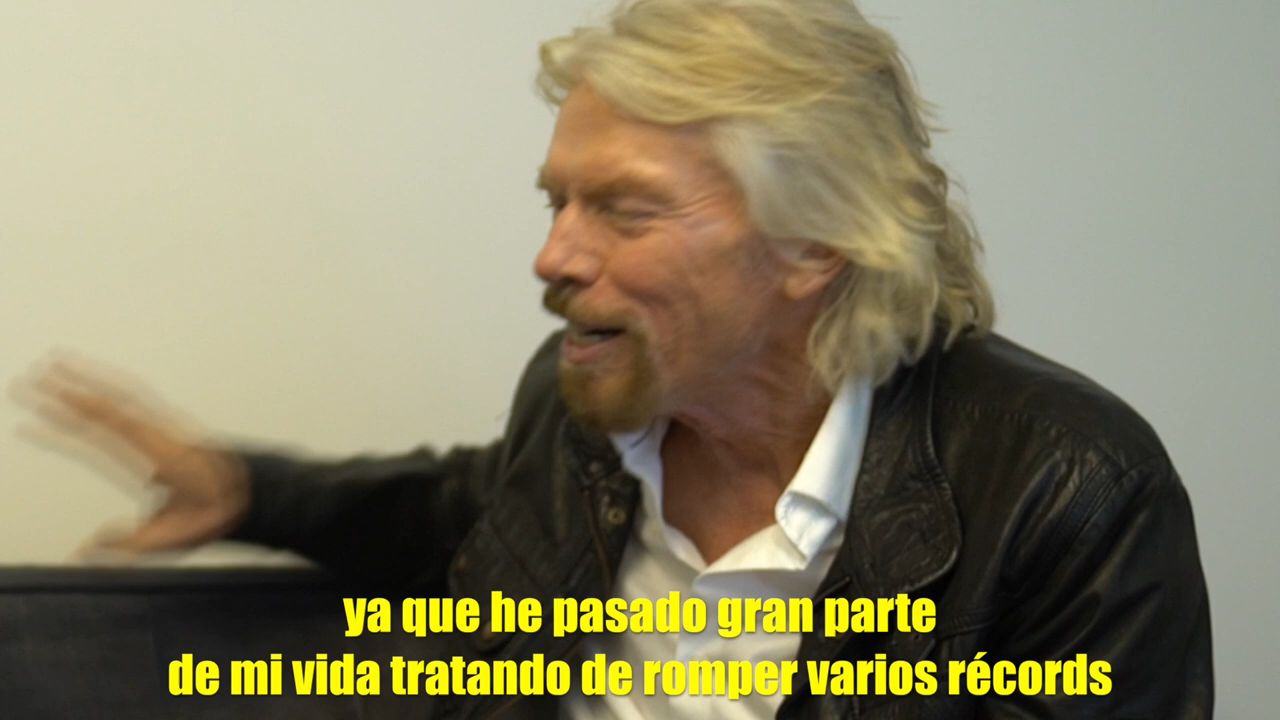 ya que he pasado gran parte
de mi vida tratando de romper varios récords